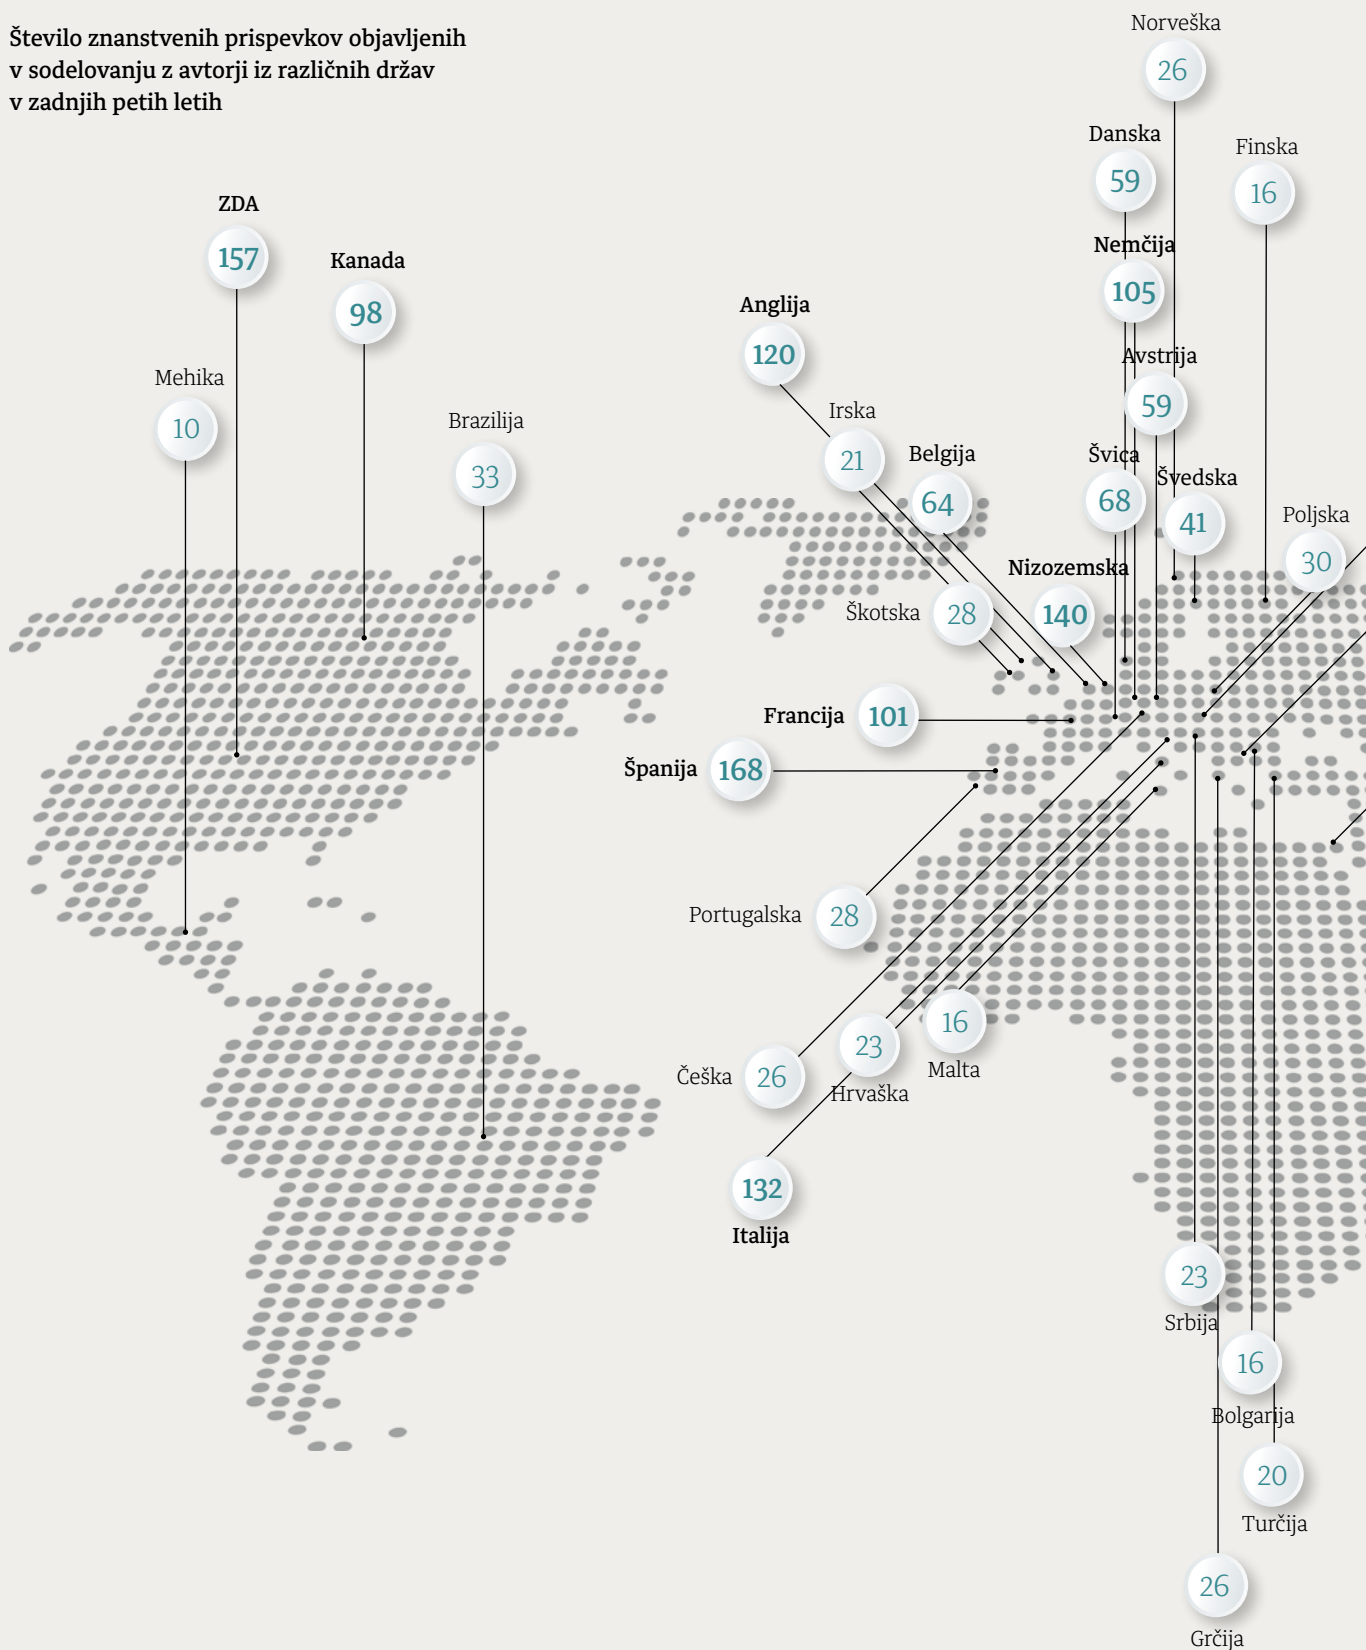 Število znanstvenih prispevkov objavljenih
v sodelovanju z avtorji iz različnih držav
v zadnjih petih letih
Norveška
26
Danska
59
Finska
16
ZDA
157
Nemčija
105
Kanada
98
Anglija
120
Avstrija
59
Mehika
10
Brazilija
33
Irska
21
Belgija
64
Švica
68
Švedska
41
Poljska
30
Nizozemska
140
Škotska
28
Francija
101
Španija
168
Portugalska
28
Češka
26
23
Hrvaška
16
Malta
132
Italija
23
Srbija
16
Bolgarija
20
Turčija
26
Grčija